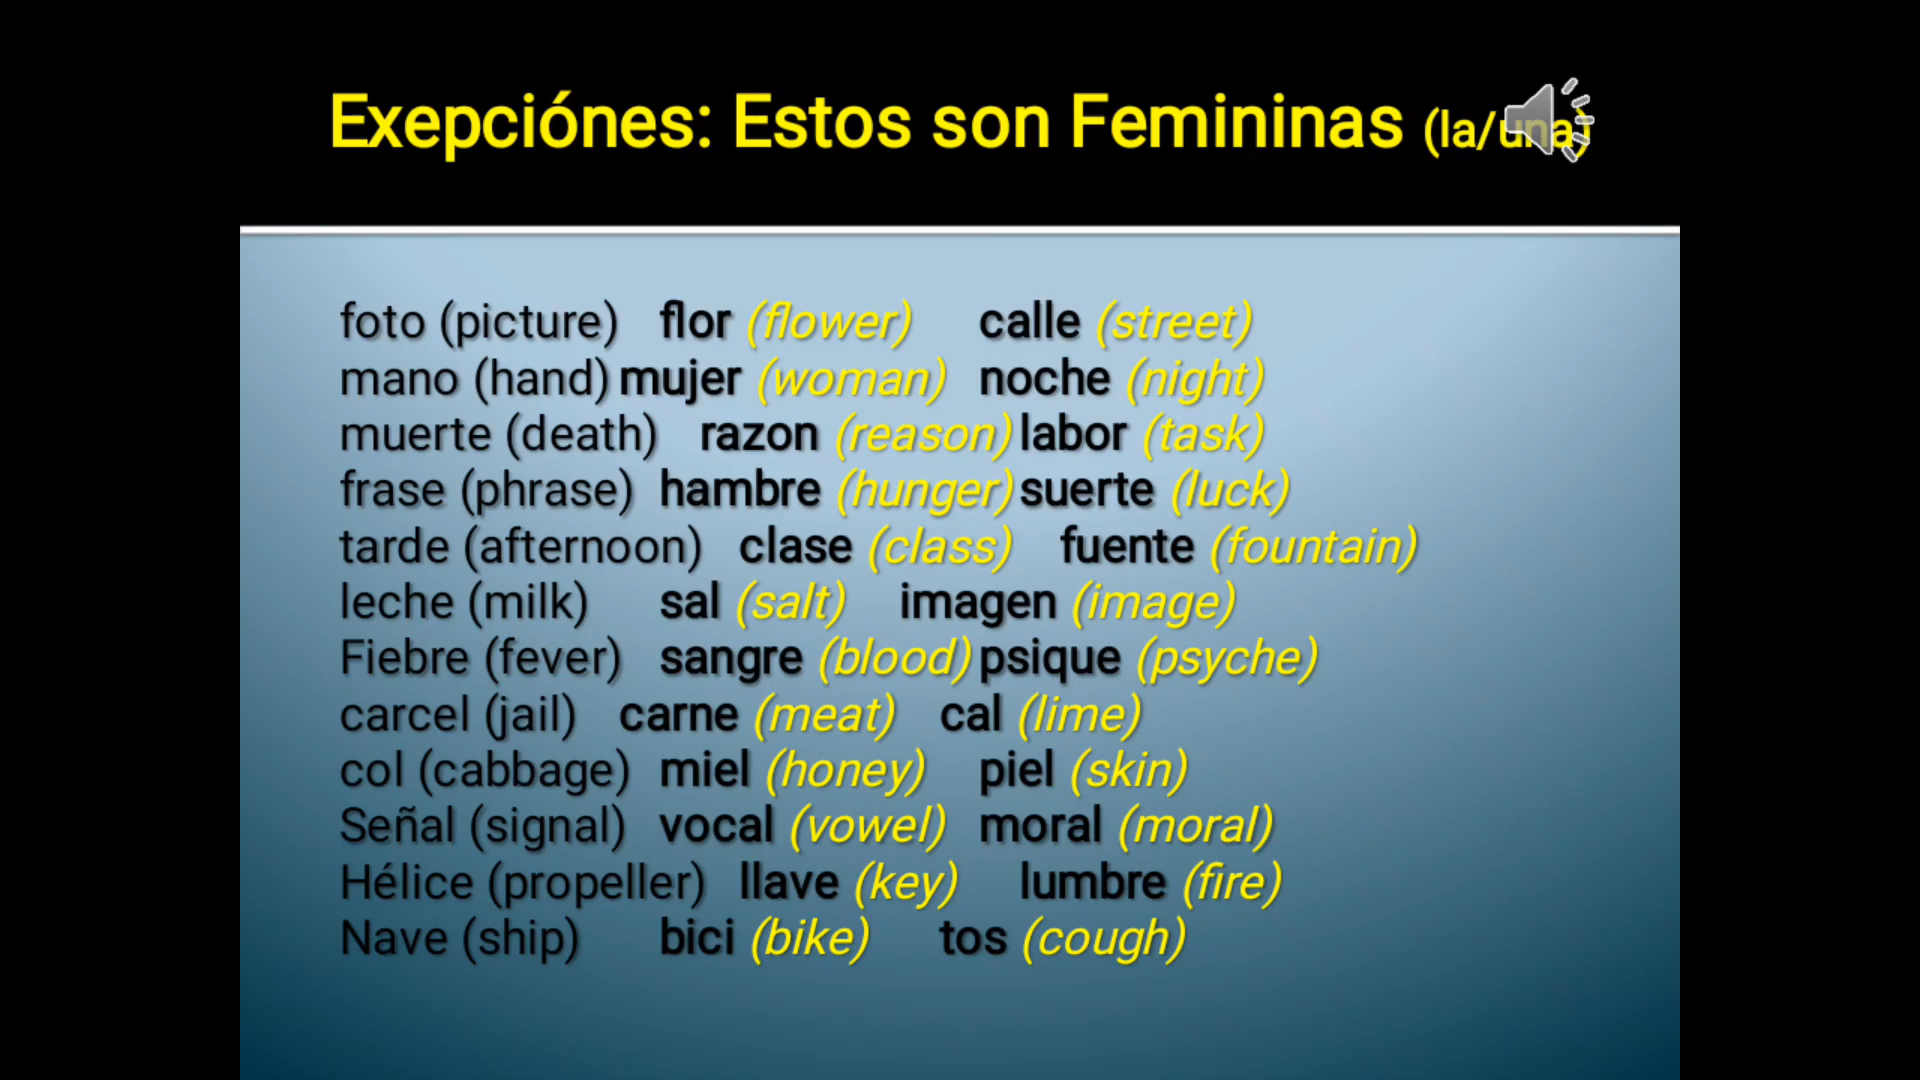 Exepciónes: Estos son Femininas (la/una)
foto (picture) flor (flower) calle (street)
mano (hand) mujer (woman) noche (night)
muerte (death) razon (reason) labor (task)
frase (phrase) hambre (hunger) suerte (luck)
tarde (afternoon) clase (class) fuente (fountain)
leche (milk) sal (salt) imagen (image)
Fiebre (fever) sangre (blood) psique (psyche)
carcel (jail) carne (meat) cal (lime)
col (cabbage) miel (honey) piel (skin)
Señal (signal) vocal (vowel) moral (moral)
Hélice (propeller) llave (key) lumbre (fire)
Nave (ship) bici (bike) tos (cough)